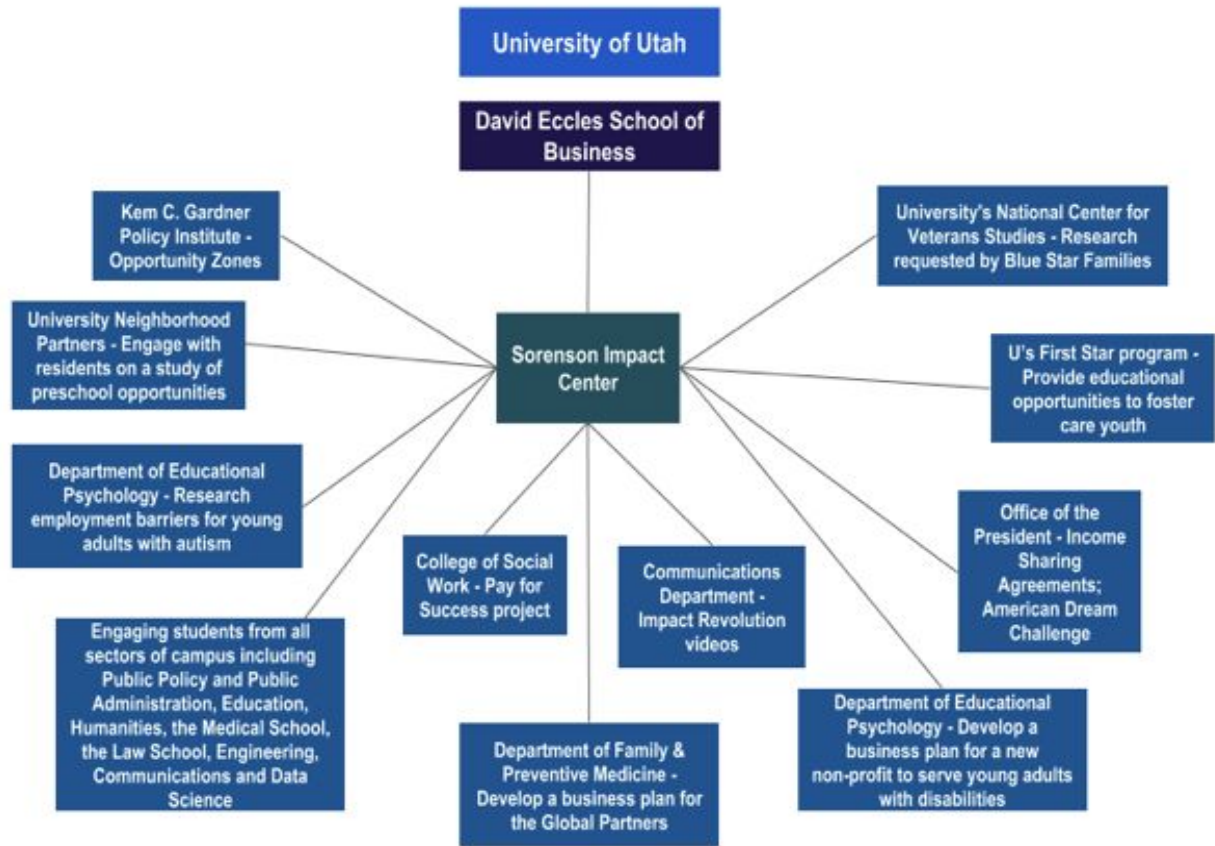 University of Utah
David Eccles School of
Business
Kem C. Gardner
Policy Institute -
Opportunity Zones
University's National Center for
Veterans Studies - Research
requested by Blue Star Families
University Neighborhood
Partners - Engage with
residents on a study of
preschool opportunities
Sorenson Impact
Center
U's First Star program -
Provide educational
opportunities to foster
care youth
Department of Educational
Psychology - Research
employment barriers for young
adults with autism
Office of the
President - Income
Sharing
Agreements;
American Dream
Challenge
College of Social
Work - Pay for
Success project
Communications
Department -
Impact Revolution
videos
Engaging students from all
sectors of campus including
Public Policy and Public
Administration, Education,
Humanities, the Medical School,
the Law School, Engineering,
Communications and Data
Science
Department of Family &
Preventive Medicine -
Develop a business plan for
the Global Partners
Department of Educational
Psychology - Develop a
business plan for a new
non-profit to serve young adults
with disabilities